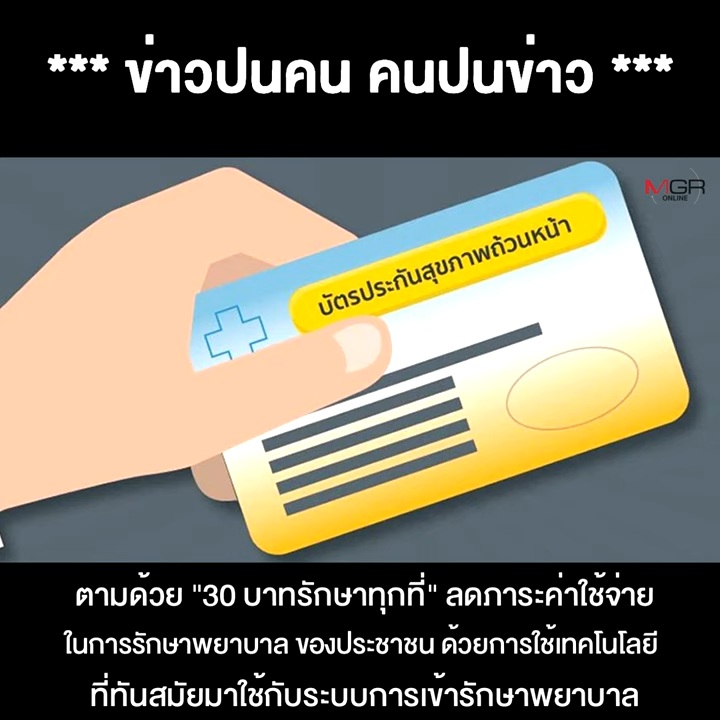 *** ข่าวปนคน คนปนข่าว ***
MGR
ONLINE
บัตรประกันสุขภาพถ้วนหน้า
ตามด้วย "30 บาทรักษาทุกที่" ลดภาระค่าใช้จ่าย
ในการรักษาพยาบาล ของประชาชน ด้วยการใช้เทคโนโลยี
ที่ทันสมัยมาใช้กับระบบการเข้ารักษาพยาบาล